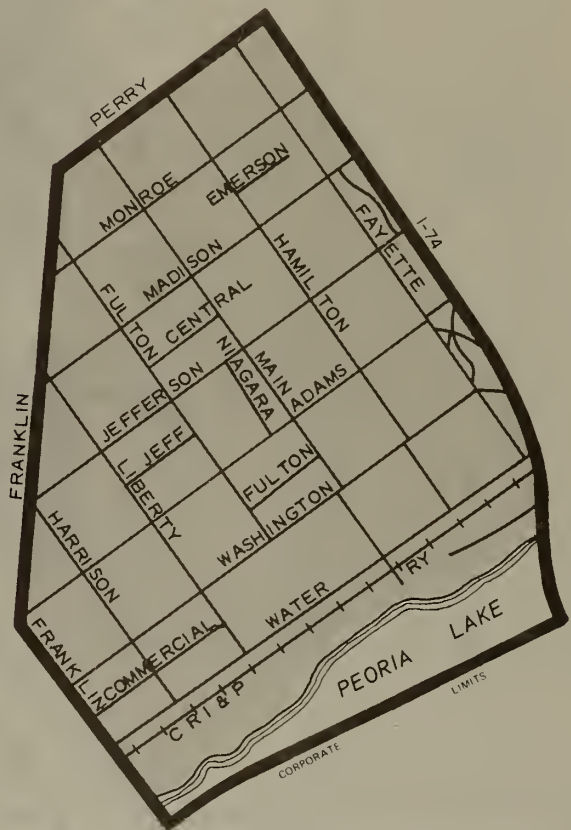 PERRY
MONROE
EMERSON
MADISON
FULTON
CENTRAL
HAMILTON
FAYETTE
I-74
NIAGARA
MAIN
ADAMS
JEFFERSON
JEFF
LIBERTY
FULTON
WASHINGTON
FRANKLIN
HARRISON
FRANKLIN
COMMERCIAL
WATER
C R I & P
RY
PEORIA LAKE
CORPORATE LIMITS